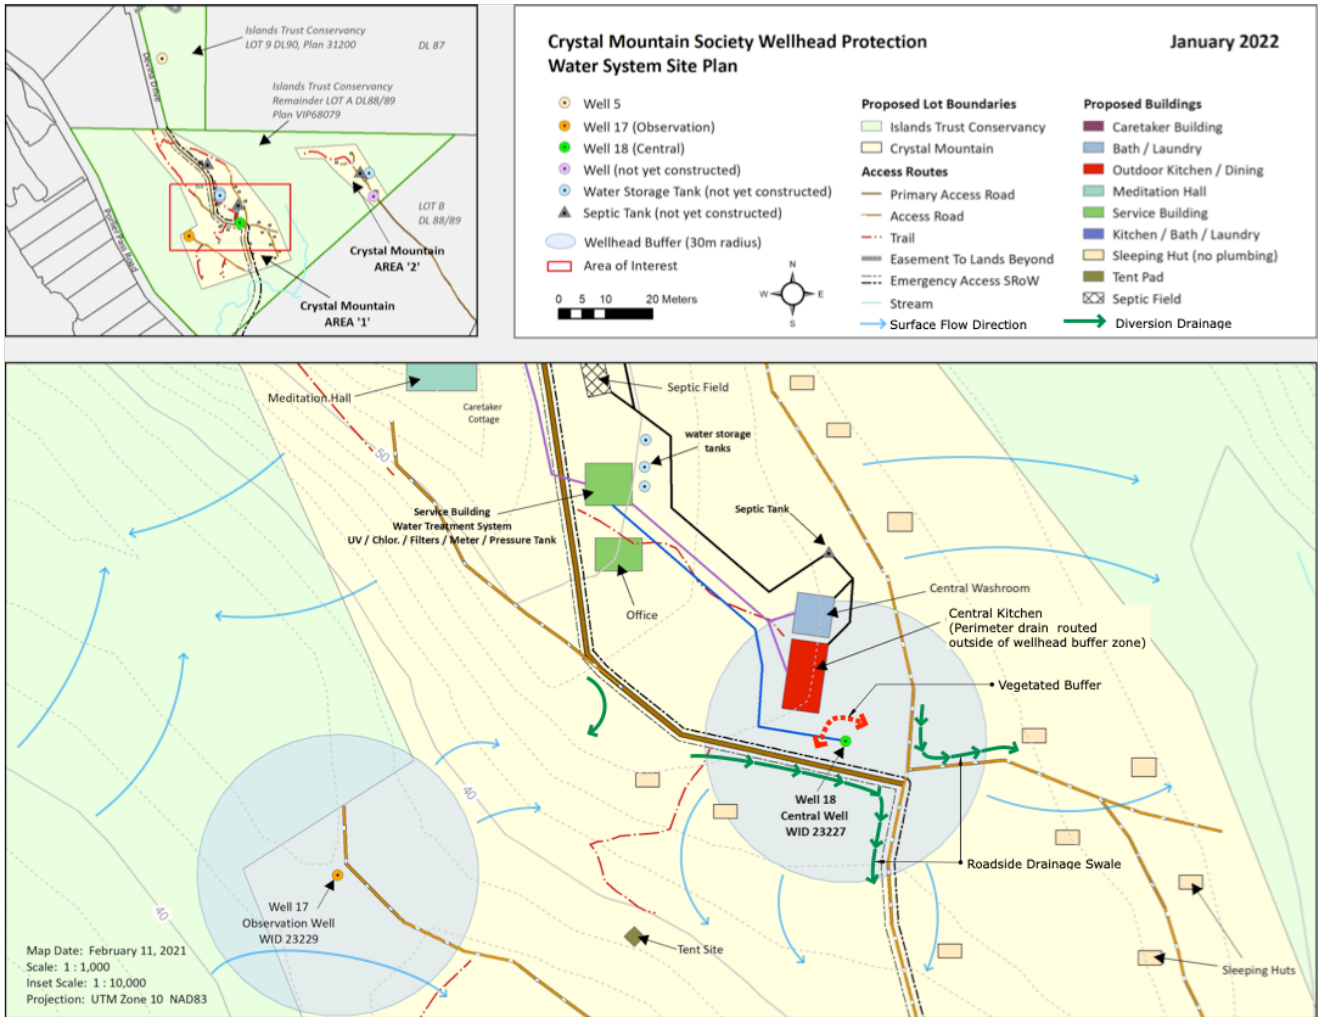 Islands Trust Conservancy
LOT 9 DL90, Plan 31200
DL 87
Devina Drive
Islands Trust Conservancy
Remainder LOT A DL88/89
Plan VIP68079
LOT B
DL 88/89
Porlier Pass Road
Crystal Mountain
AREA '2'
Crystal Mountain
AREA '1'
Crystal Mountain Society Wellhead Protection
Water System Site Plan
January 2022
Well 5
Well 17 (Observation)
Well 18 (Central)
Well (not yet constructed)
Water Storage Tank (not yet constructed)
Septic Tank (not yet constructed)
Wellhead Buffer (30m radius)
Area of Interest
0 5 10 20 Meters
N
W
E
S
Proposed Lot Boundaries
Islands Trust Conservancy
Crystal Mountain
Access Routes
Primary Access Road
Access Road
Trail
Easement To Lands Beyond
Emergency Access SRoW
Stream
Surface Flow Direction
Proposed Buildings
Caretaker Building
Bath / Laundry
Outdoor Kitchen / Dining
Meditation Hall
Service Building
Kitchen / Bath / Laundry
Sleeping Hut (no plumbing)
Tent Pad
Septic Field
Diversion Drainage
Meditation Hall
Caretaker
Cottage
Septic Field
water storage
tanks
50
Service Building
Water Treatment System
UV / Chlor. / Filters / Meter / Pressure Tank
Septic Tank
Office
Central Washroom
Central Kitchen
(Perimeter drain routed
outside of wellhead buffer zone)
Vegetated Buffer
40
Well 18
Central Well
WID 23227
Roadside Drainage Swale
Well 17
Observation Well
WID 23229
40
Tent Site
Sleeping Huts
Map Date: February 11, 2021
Scale: 1 : 1,000
Inset Scale: 1 : 10,000
Projection: UTM Zone 10 NAD83